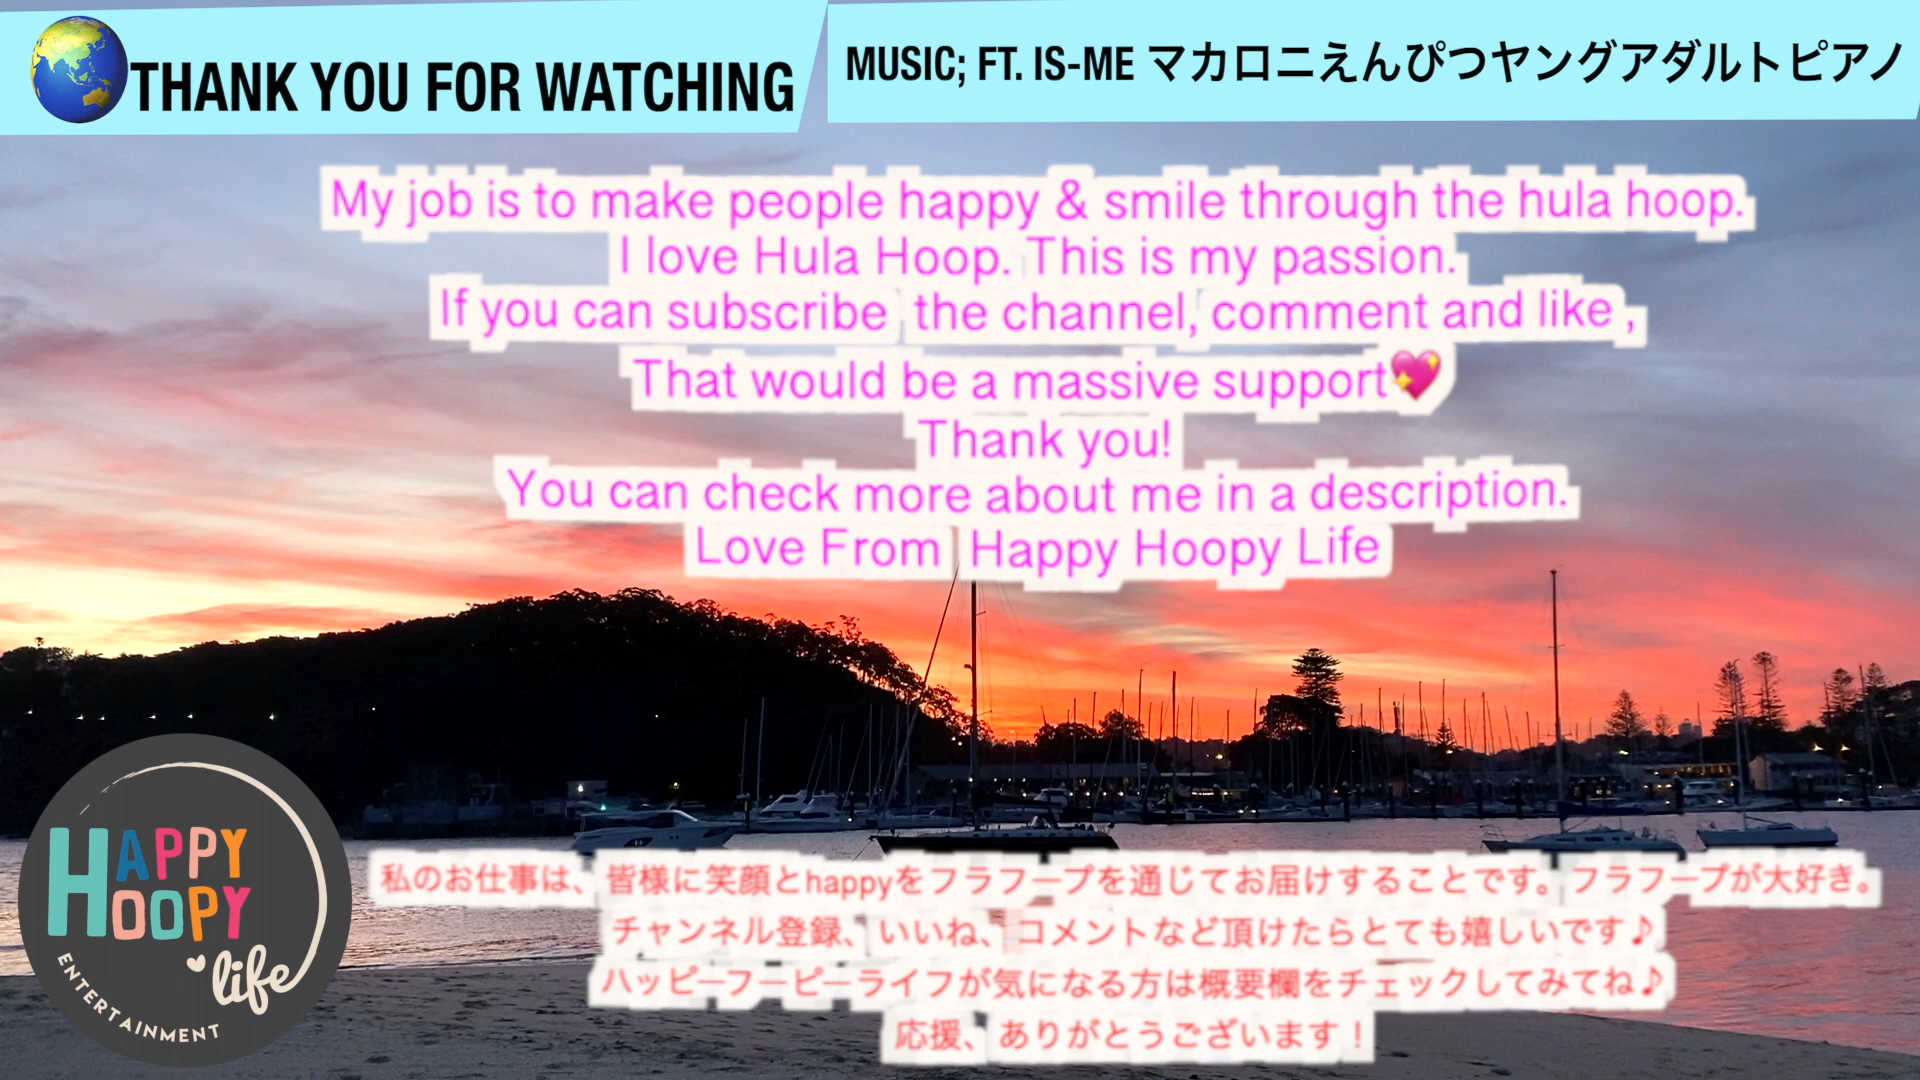 THANK YOU FOR WATCHING
MUSIC; FT. IS-ME マカロニえんぴつヤングアダルトピアノ
My job is to make people happy & smile through the hula hoop.
I love Hula Hoop. This is my passion.
If you can subscribe the channel, comment and like ,
That would be a massive support💖
Thank you!
You can check more about me in a description.
Love From Happy Hoopy Life
私のお仕事は、皆様に笑顔とhappyをフラフープを通じてお届けすることです。フラフープが大好き。
チャンネル登録、いいね、コメントなど頂けたらとても嬉しいです♪
ハッピーフーピーライフが気になる方は概要欄をチェックしてみてね♪
応援、ありがとうございます！
HAPPY
HOOPY
life
ENTERTAINMENT